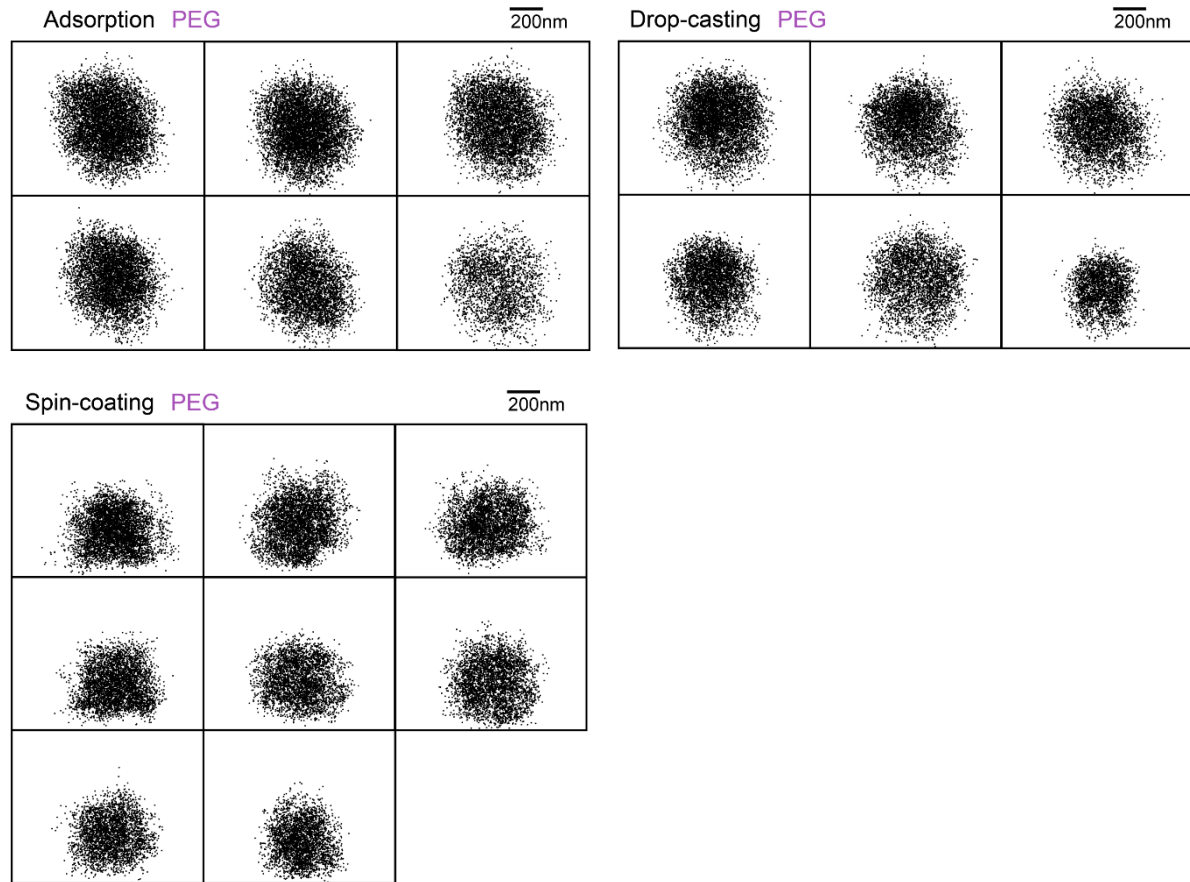 Adsorption PEG 200nm
Drop-casting PEG 200nm
Spin-coating PEG 200nm